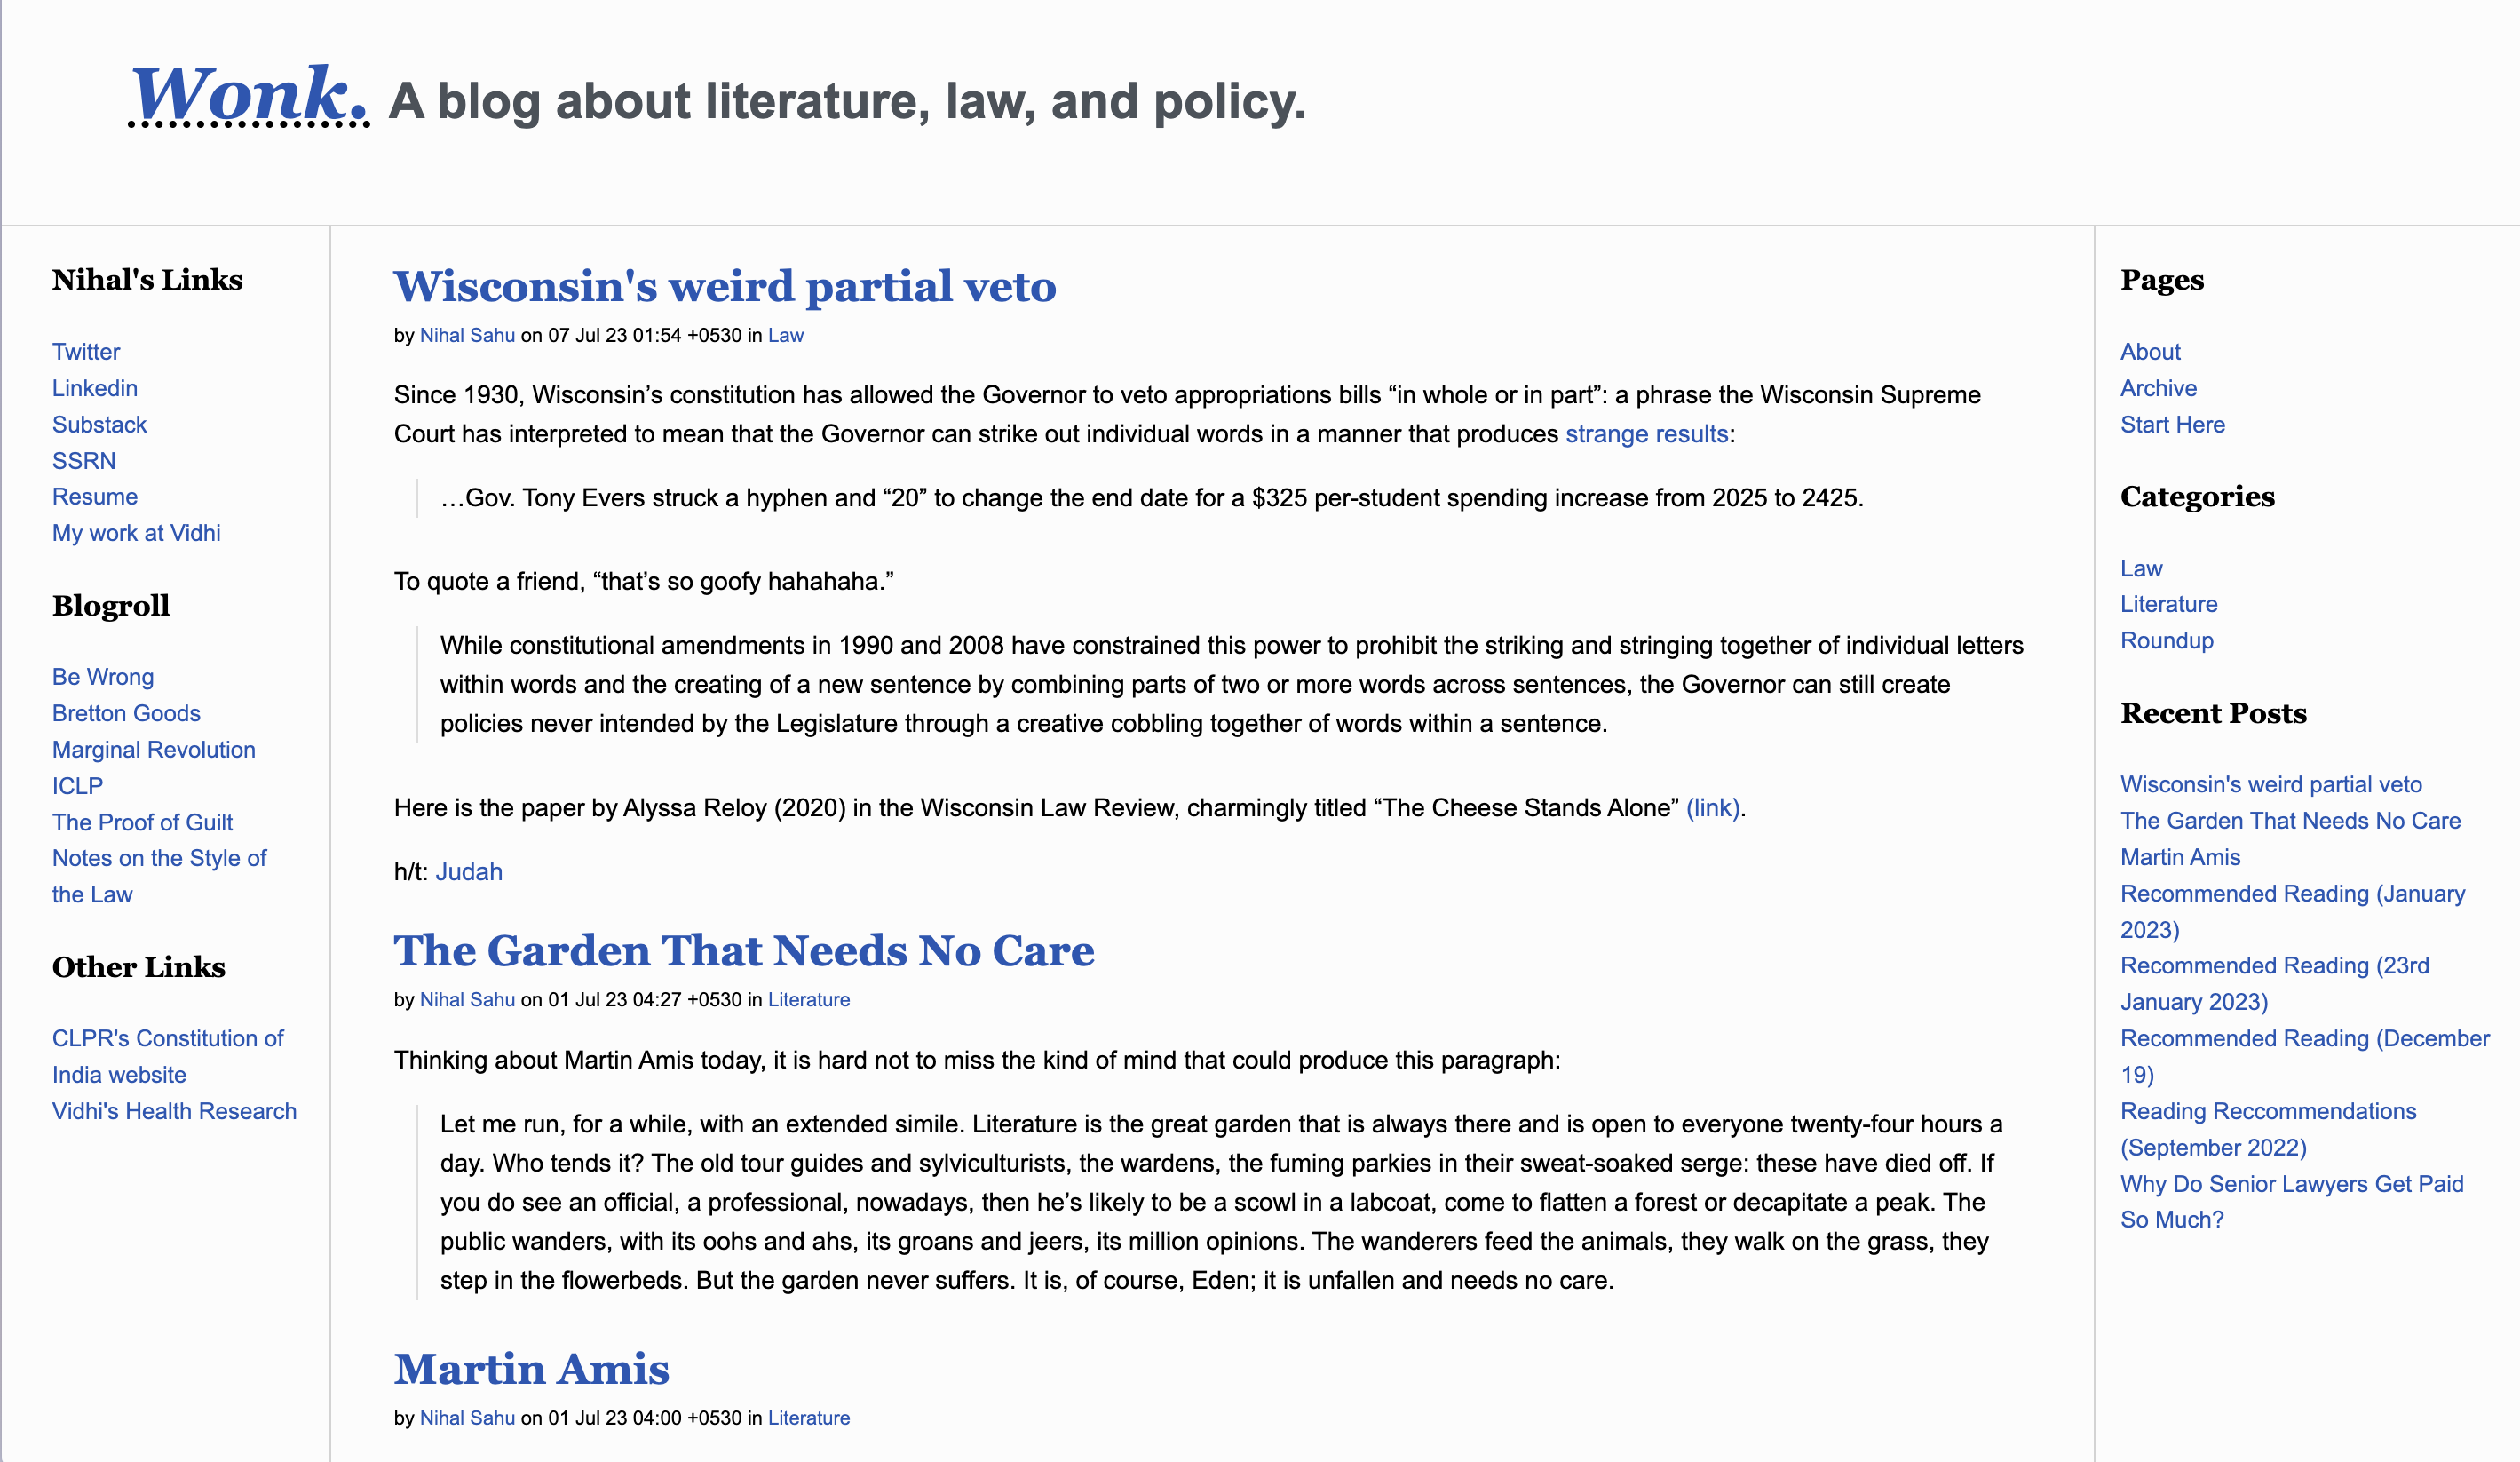 Wonk. A blog about literature, law, and policy.
Nihal's Links
Twitter
Linkedin
Substack
SSRN
Resume
My work at Vidhi
Blogroll
Be Wrong
Bretton Goods
Marginal Revolution
ICLP
The Proof of Guilt
Notes on the Style of
the Law
Other Links
CLPR's Constitution of
India website
Vidhi's Health Research
Wisconsin's weird partial veto
by Nihal Sahu on 07 Jul 23 01:54 +0530 in Law
Since 1930, Wisconsin’s constitution has allowed the Governor to veto appropriations bills “in whole or in part”: a phrase the Wisconsin Supreme
Court has interpreted to mean that the Governor can strike out individual words in a manner that produces strange results:
…Gov. Tony Evers struck a hyphen and “20” to change the end date for a $325 per-student spending increase from 2025 to 2425.
To quote a friend, “that’s so goofy hahahaha.”
While constitutional amendments in 1990 and 2008 have constrained this power to prohibit the striking and stringing together of individual letters
within words and the creating of a new sentence by combining parts of two or more words across sentences, the Governor can still create
policies never intended by the Legislature through a creative cobbling together of words within a sentence.
Here is the paper by Alyssa Reloy (2020) in the Wisconsin Law Review, charmingly titled “The Cheese Stands Alone” (link).
h/t: Judah
The Garden That Needs No Care
by Nihal Sahu on 01 Jul 23 04:27 +0530 in Literature
Thinking about Martin Amis today, it is hard not to miss the kind of mind that could produce this paragraph:
Let me run, for a while, with an extended simile. Literature is the great garden that is always there and is open to everyone twenty-four hours a
day. Who tends it? The old tour guides and sylviculturists, the wardens, the fuming parkies in their sweat-soaked serge: these have died off. If
you do see an official, a professional, nowadays, then he’s likely to be a scowl in a labcoat, come to flatten a forest or decapitate a peak. The
public wanders, with its oohs and ahs, its groans and jeers, its million opinions. The wanderers feed the animals, they walk on the grass, they
step in the flowerbeds. But the garden never suffers. It is, of course, Eden; it is unfallen and needs no care.
Martin Amis
by Nihal Sahu on 01 Jul 23 04:00 +0530 in Literature
Pages
About
Archive
Start Here
Categories
Law
Literature
Roundup
Recent Posts
Wisconsin's weird partial veto
The Garden That Needs No Care
Martin Amis
Recommended Reading (January
2023)
Recommended Reading (23rd
January 2023)
Recommended Reading (December
19)
Reading Reccommendations
(September 2022)
Why Do Senior Lawyers Get Paid
So Much?